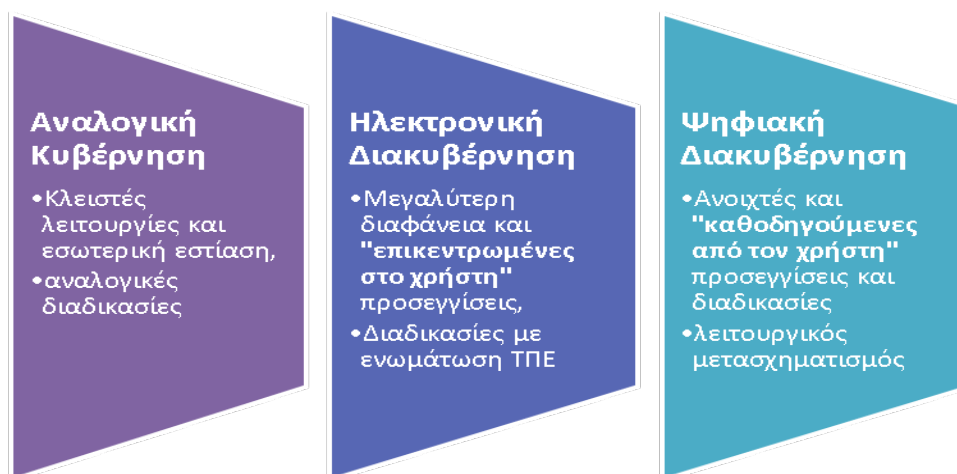 Αναλογική
Κυβέρνηση
•Κλειστές
λειτουργίες και
εσωτερική εστίαση,
•αναλογικές
διαδικασίες
Ηλεκτρονική
Διακυβέρνηση
•Μεγαλύτερη
διαφάνεια και
"επικεντρωμένες
στο χρήστη"
προσεγγίσεις,
•Διαδικασίες με
ενωμάτωση ΤΠΕ
Ψηφιακή
Διακυβέρνηση
•Ανοιχτές και
"καθοδηγούμενες
από τον χρήστη"
προσεγγίσεις και
διαδικασίες
•λειτουργικός
μετασχηματισμός